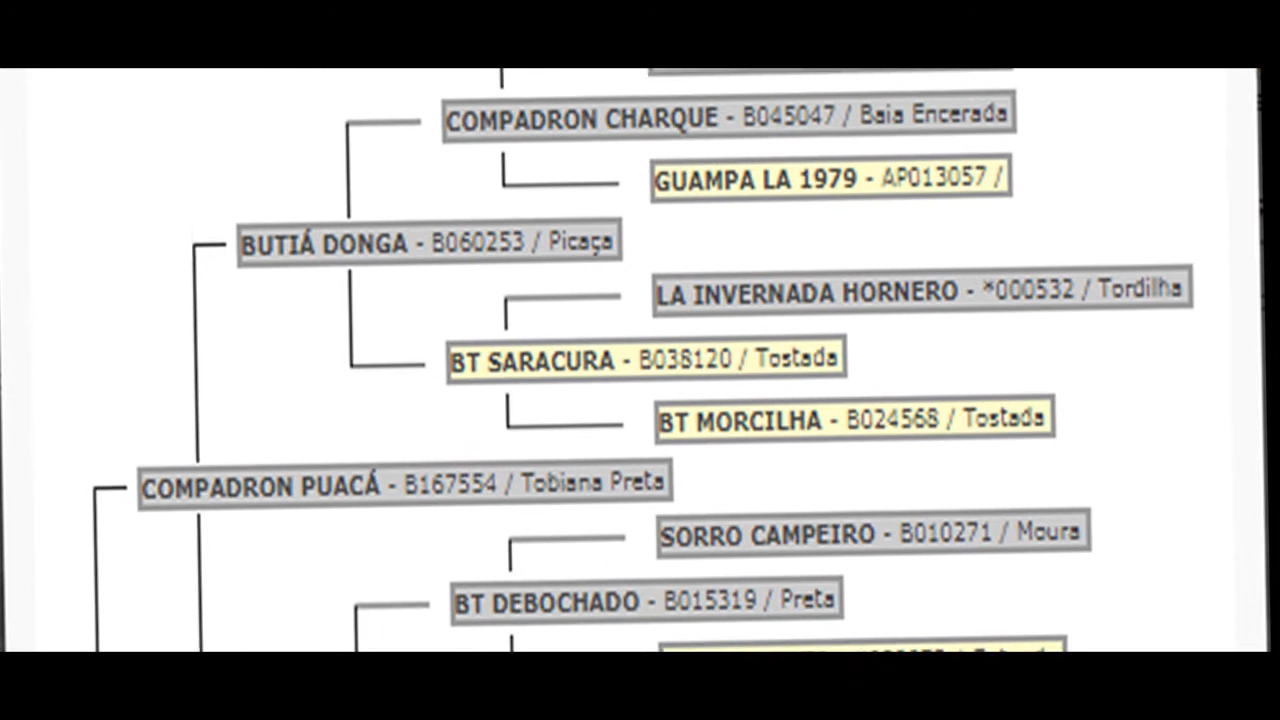 COMPADRON CHARQUE - B045047 / Baia Encerada
GUAMPA LA 1979 - AP013057 /
BUTIÁ DONGA - B060253 / Picaça
LA INVERNADA HORNERO - *000532 / Tordilha
BT SARACURA - B038120 / Tostada
BT MORCILHA - B024568 / Tostada
COMPADRON PUACÁ - B167554 / Tobiana Preta
SORRO CAMPEIRO - B010271 / Moura
BT DEBOCHADO - B015319 / Preta